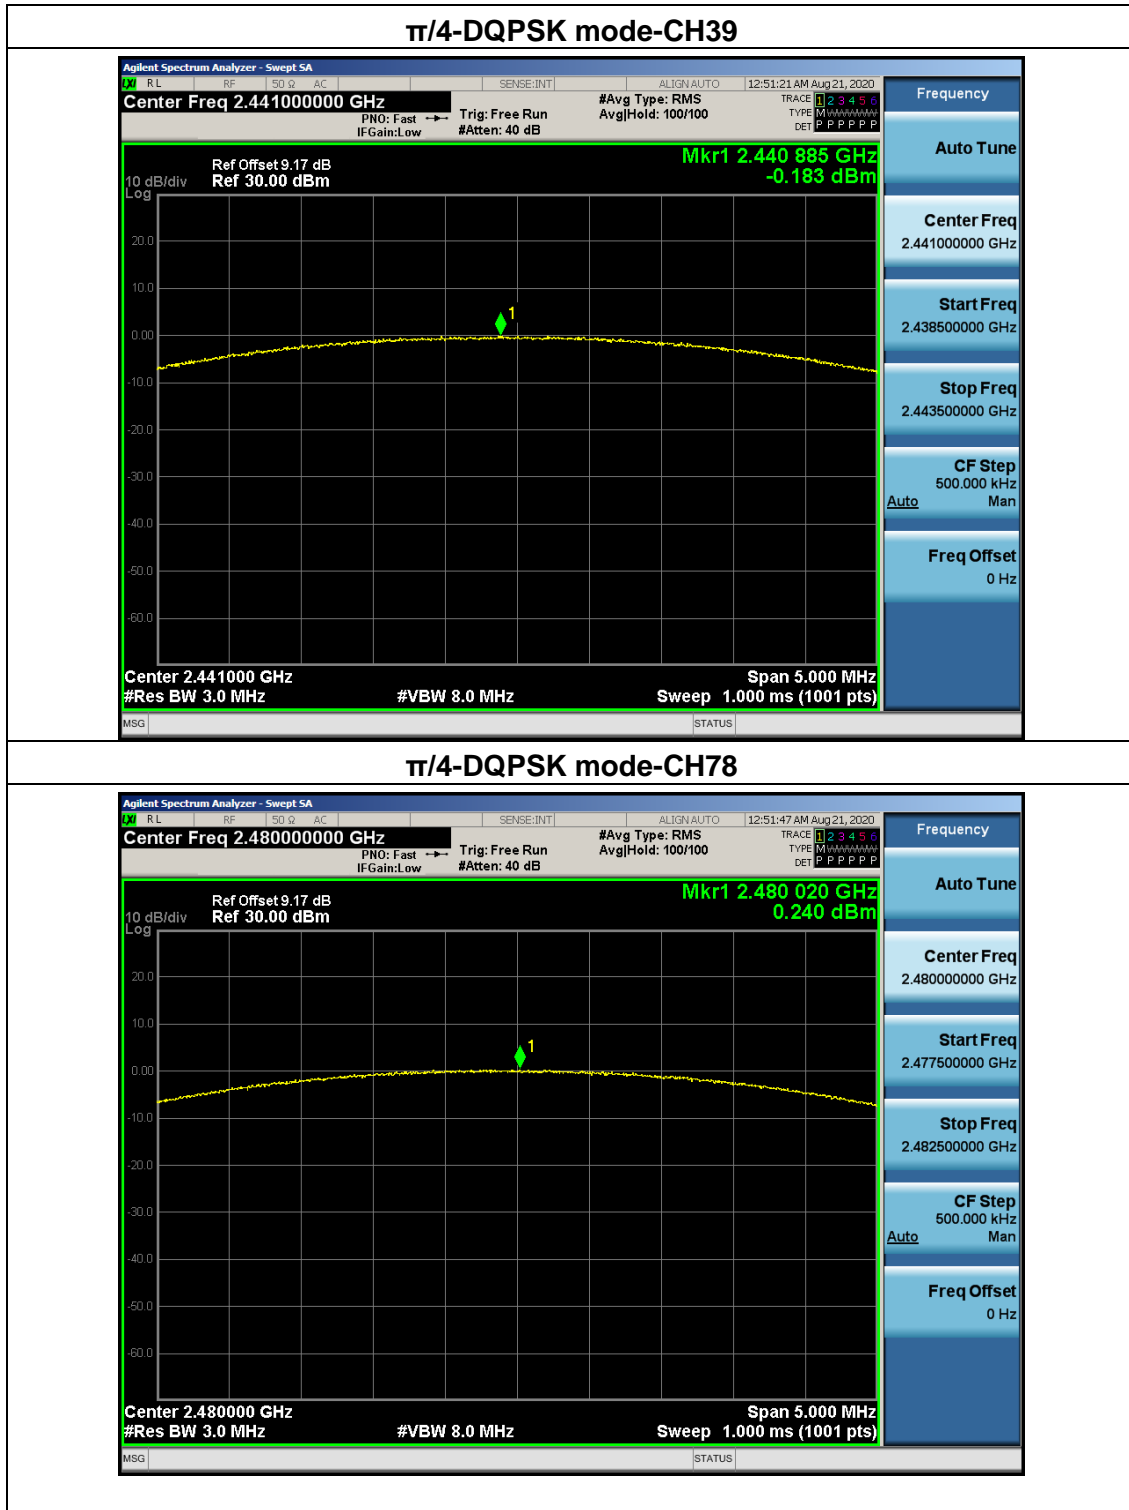 π/4-DQPSK mode-CH39
Agilent Spectrum Analyzer - Swept SA
LXI RL RF 50 Ω AC SENSE:INT ALIGN AUTO 12:51:21 AM Aug 21, 2020
Center Freq 2.441000000 GHz #Avg Type: RMS TRACE 1 2 3 4 5 6
PNO: Fast Trig: Free Run Avg|Hold: 100/100 TYPE M
IFGain:Low #Atten: 40 dB DET P P P P P P
Frequency
Mkr1 2.440 885 GHz
-0.183 dBm
Ref Offset 9.17 dB
10 dB/div Ref 30.00 dBm
Log
20.0
10.0
0.00
-10.0
-20.0
-30.0
-40.0
-50.0
-60.0
1
Center 2.441000 GHz Span 5.000 MHz
#Res BW 3.0 MHz #VBW 8.0 MHz Sweep 1.000 ms (1001 pts)
Auto Tune
Center Freq
2.441000000 GHz
Start Freq
2.438500000 GHz
Stop Freq
2.443500000 GHz
CF Step
500.000 kHz
Auto Man
Freq Offset
0 Hz
MSG STATUS
π/4-DQPSK mode-CH78
Agilent Spectrum Analyzer - Swept SA
LXI RL RF 50 Ω AC SENSE:INT ALIGN AUTO 12:51:47 AM Aug 21, 2020
Center Freq 2.480000000 GHz #Avg Type: RMS TRACE 1 2 3 4 5 6
PNO: Fast Trig: Free Run Avg|Hold: 100/100 TYPE M
IFGain:Low #Atten: 40 dB DET P P P P P P
Frequency
Mkr1 2.480 020 GHz
0.240 dBm
Ref Offset 9.17 dB
10 dB/div Ref 30.00 dBm
Log
20.0
10.0
0.00
-10.0
-20.0
-30.0
-40.0
-50.0
-60.0
1
Center 2.480000 GHz Span 5.000 MHz
#Res BW 3.0 MHz #VBW 8.0 MHz Sweep 1.000 ms (1001 pts)
Auto Tune
Center Freq
2.480000000 GHz
Start Freq
2.477500000 GHz
Stop Freq
2.482500000 GHz
CF Step
500.000 kHz
Auto Man
Freq Offset
0 Hz
MSG STATUS